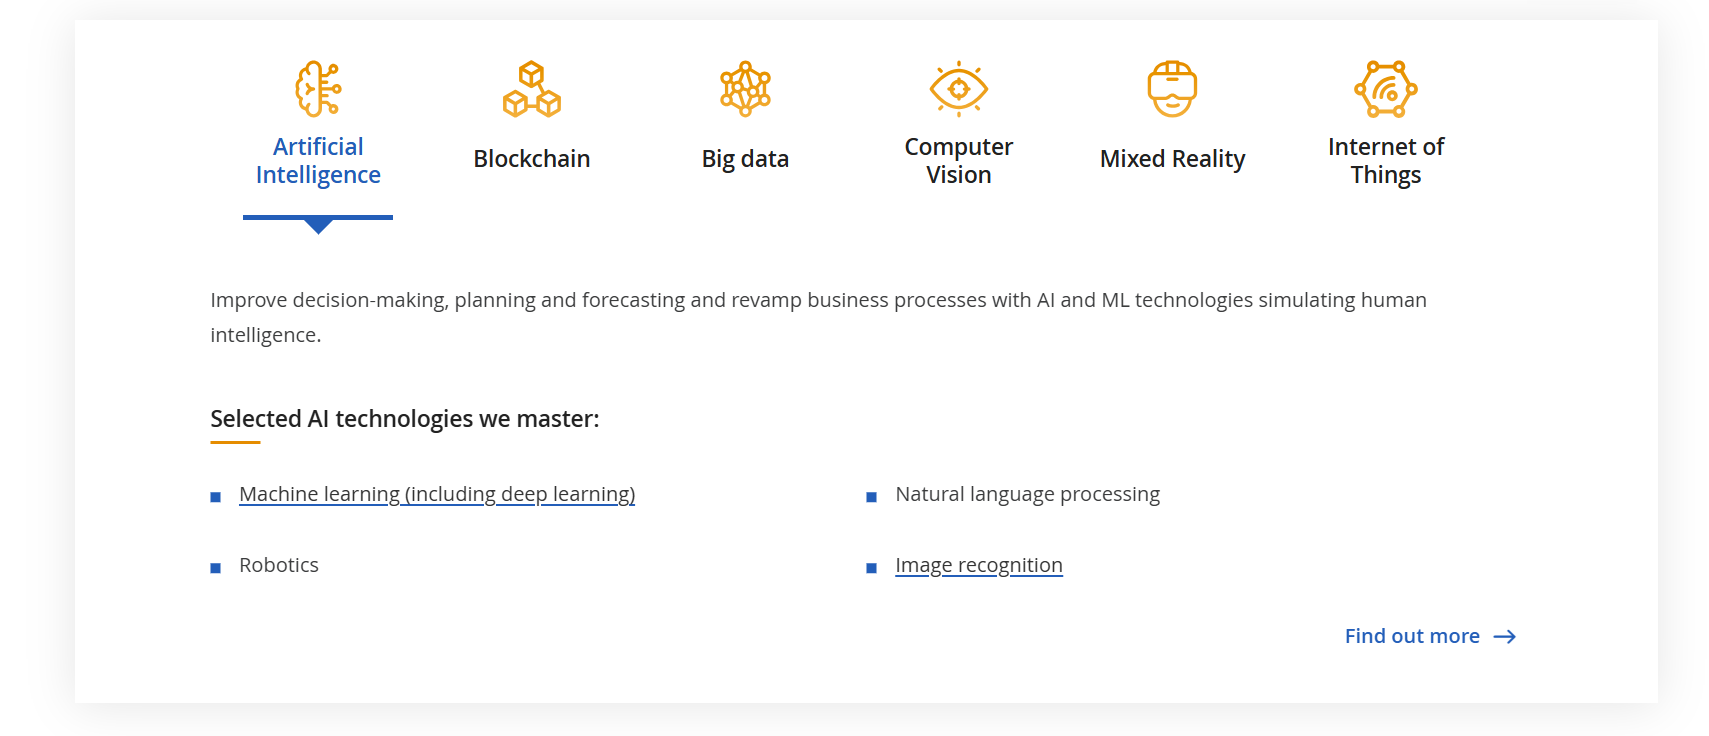 Artificial
Intelligence
Blockchain
Big data
Computer
Vision
Mixed Reality
Internet of
Things
Improve decision-making, planning and forecasting and revamp business processes with AI and ML technologies simulating human
intelligence.
Selected AI technologies we master:
Machine learning (including deep learning)
Natural language processing
Robotics
Image recognition
Find out more